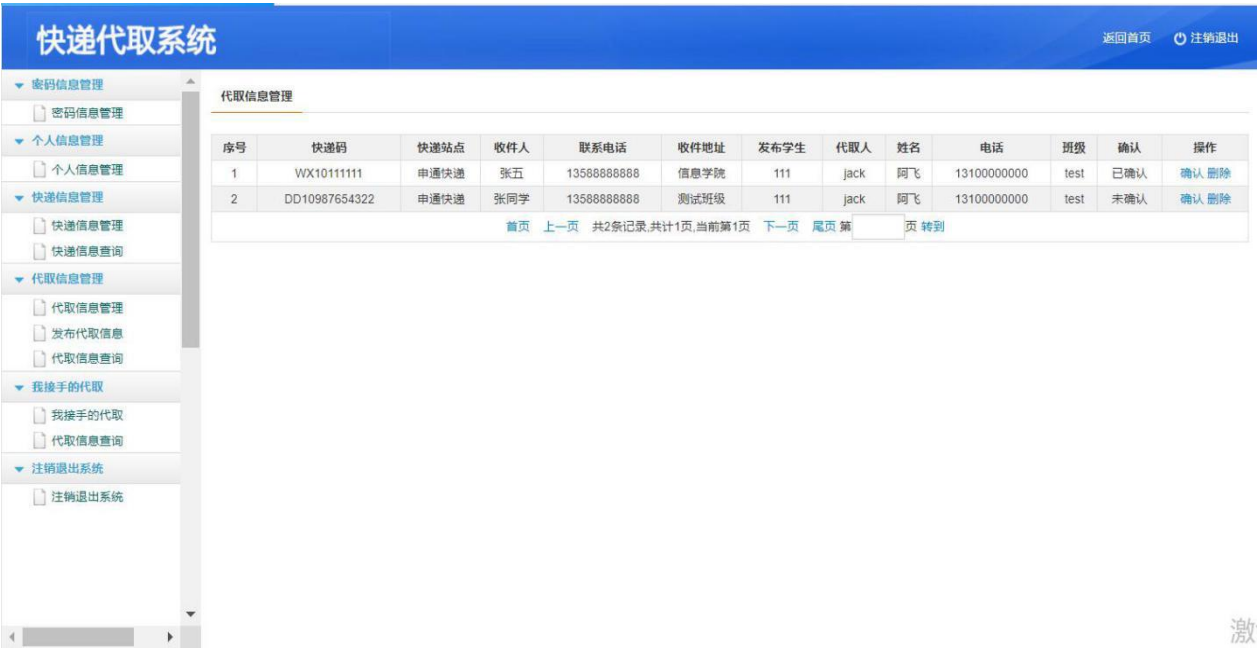 快递代取系统
返回首页 注销退出
密码信息管理
密码信息管理
个人信息管理
个人信息管理
快递信息管理
快递信息管理
快递信息查询
代取信息管理
代取信息管理
发布代取信息
代取信息查询
我接手的代取
我接手的代取
代取信息查询
注销退出系统
注销退出系统
代取信息管理
序号 快递码 快递站点 收件人 联系电话 收件地址 发布学生 代取人 姓名 电话 班级 确认 操作
1 WX10111111 申通快递 张五 13588888888 信息学院 111 jack 阿飞 13100000000 test 已确认 确认 删除
2 DD10987654322 申通快递 张同学 13588888888 测试班级 111 jack 阿飞 13100000000 test 未确认 确认 删除
首页 上一页 共2条记录,共计1页,当前第1页 下一页 尾页 第 页 转到
激